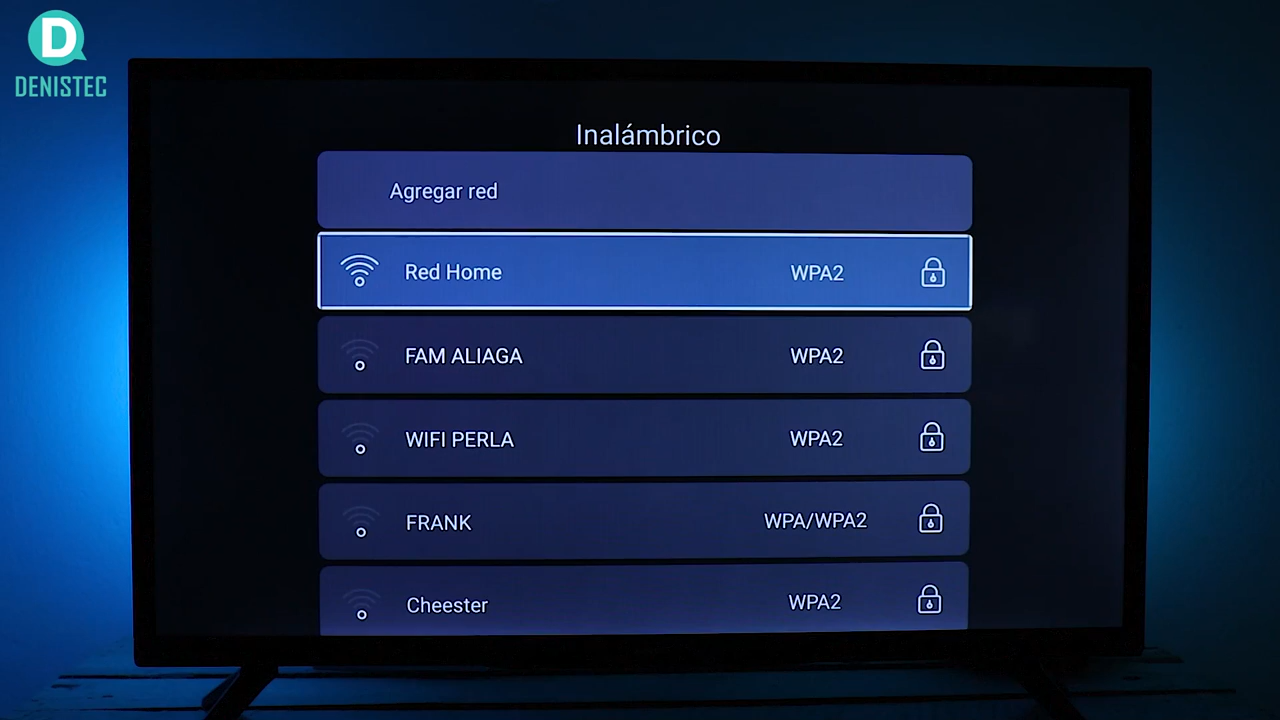 D
DENISTEC
Inalámbrico
Agregar red
Red Home WPA2
FAM ALIAGA WPA2
WIFI PERLA WPA2
FRANK WPA/WPA2
Cheester WPA2